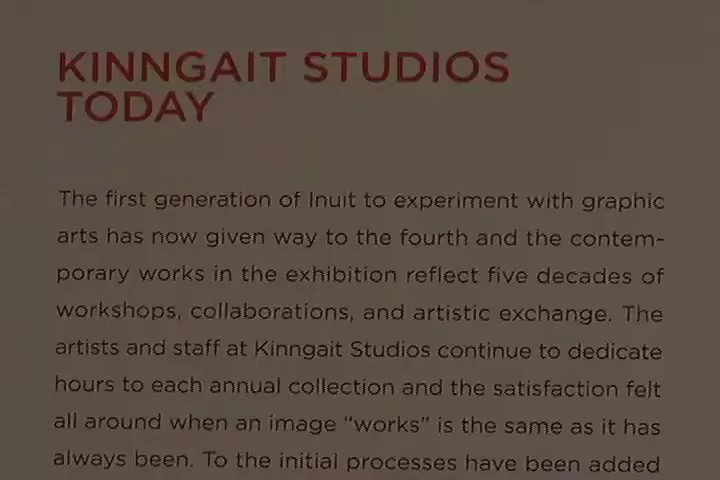 KINNGAIT STUDIOS
TODAY
The first generation of Inuit to experiment with graphic
arts has now given way to the fourth and the contem-
porary works in the exhibition reflect five decades of
workshops, collaborations, and artistic exchange. The
artists and staff at Kinngait Studios continue to dedicate
hours to each annual collection and the satisfaction felt
all around when an image “works” is the same as it has
always been. To the initial processes have been added